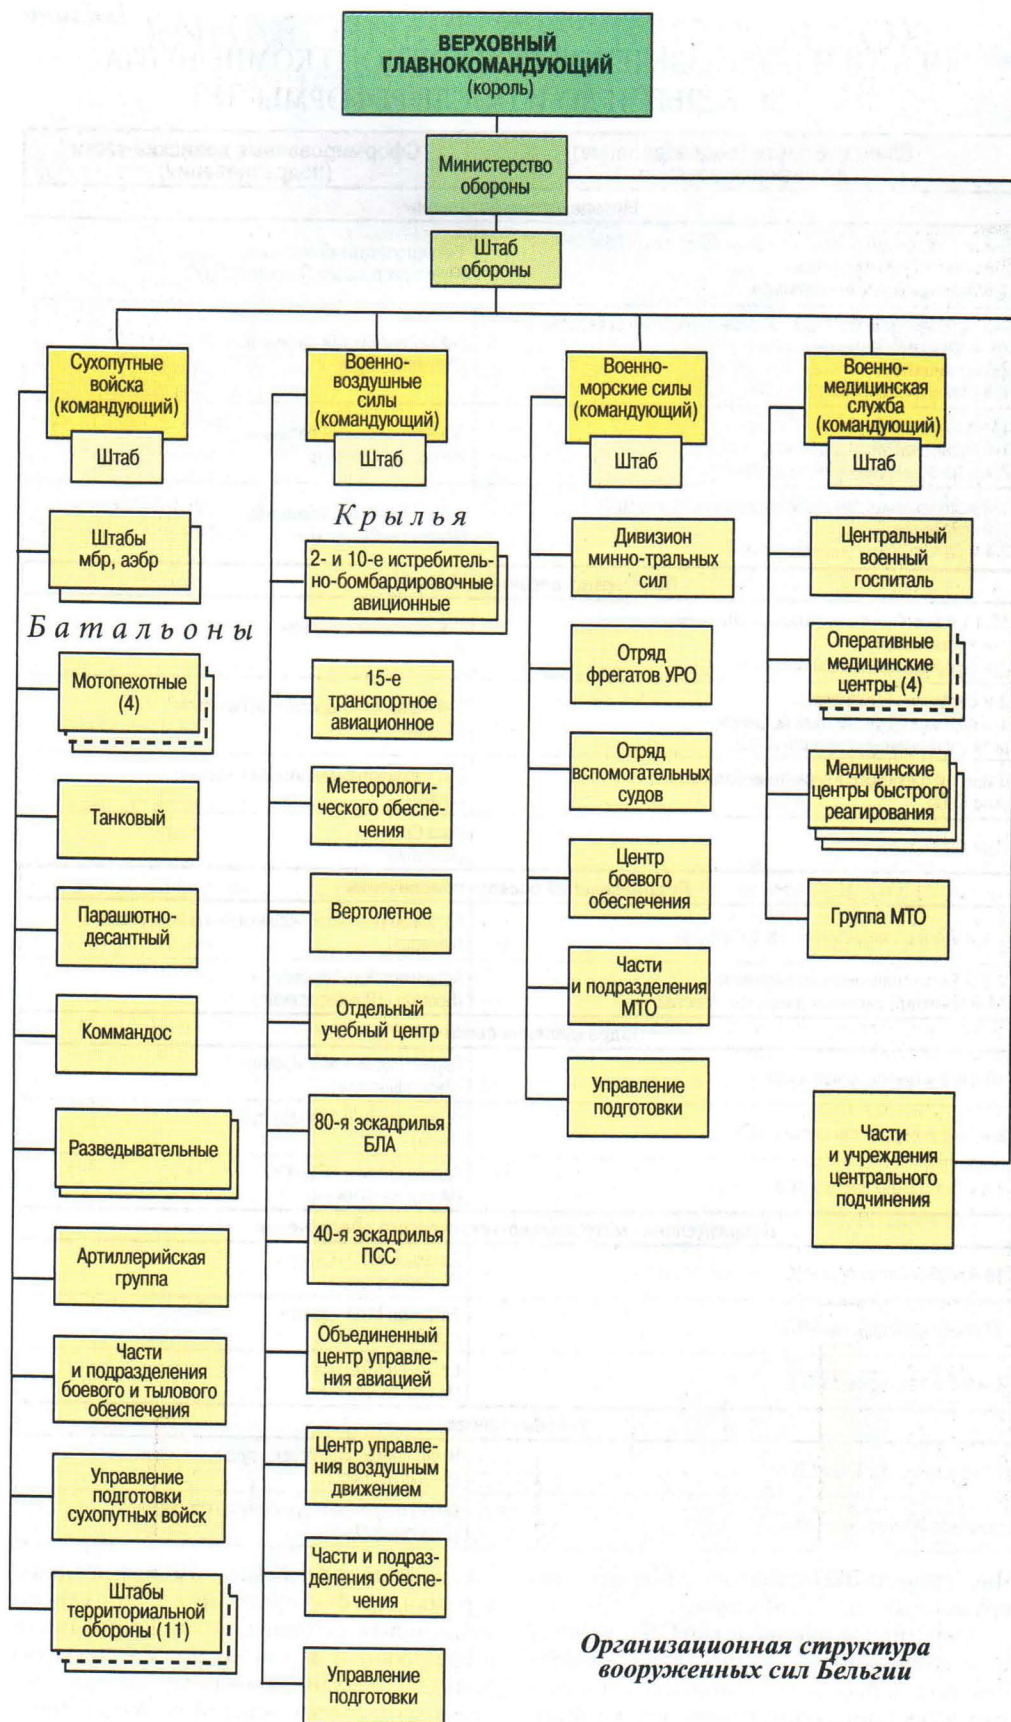 ВЕРХОВНЫЙ
ГЛАВНОКОМАНДУЮЩИЙ
(король)
Министерство
обороны
Штаб
обороны
Сухопутные
войска
(командующий)
Штаб
Штабы
мбр, аэбр
Батальоны
Мотопехотные
(4)
Танковый
Парашютно-
десантный
Коммандос
Разведывательные
Артиллерийская
группа
Части
и подразделения
боевого и тылового
обеспечения
Управление
подготовки
сухопутных войск
Штабы
территориальной
обороны (11)
Военно-
воздушные
силы
(командующий)
Штаб
Крылья
2- и 10-е истребитель-
но-бомбардировочные
авиционные
15-е
транспортное
авиационное
Метеорологи-
ческого обеспе-
чения
Вертолетное
Отдельный
учебный центр
80-я эскадрилья
БЛА
40-я эскадрилья
ПСС
Объединенный
центр управле-
ния авиацией
Центр управле-
ния воздушным
движением
Части и подраз-
деления обеспе-
чения
Управление
подготовки
Военно-
морские силы
(командующий)
Штаб
Дивизион
минно-тральных
сил
Отряд
фрегатов УРО
Отряд
вспомогательных
судов
Центр
боевого
обеспечения
Части
и подразделения
МТО
Управление
подготовки
Военно-
медицинская
служба
(командующий)
Штаб
Центральный
военный
госпиталь
Оперативные
медицинские
центры (4)
Медицинские
центры быстрого
реагирования
Группа МТО
Части
и учреждения
центрального
подчинения
Организационная структура
вооруженных сил Бельгии